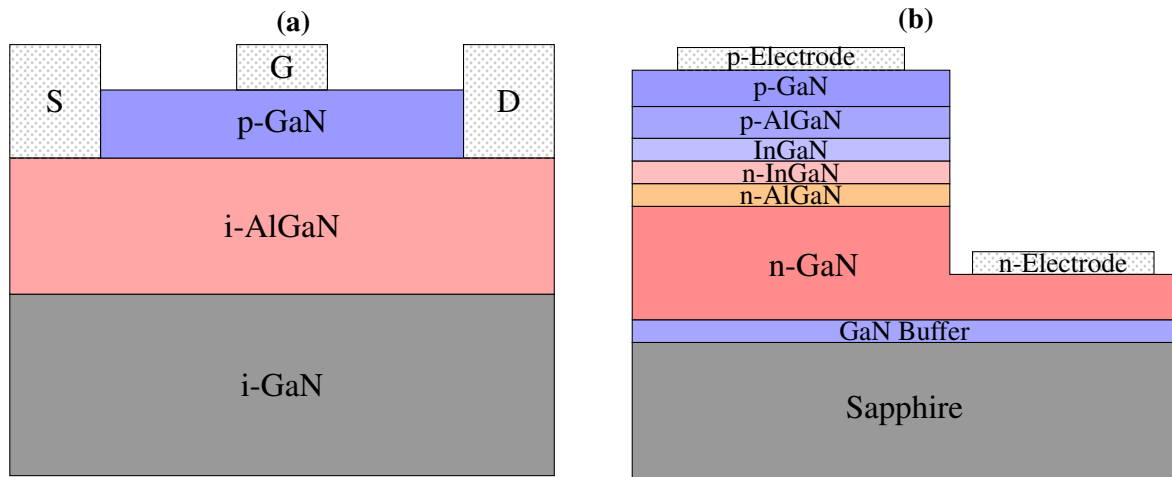 (a)
S
G
D
p-GaN
i-AlGaN
i-GaN
(b)
p-Electrode
p-GaN
p-AlGaN
InGaN
n-InGaN
n-AlGaN
n-GaN
n-Electrode
GaN Buffer
Sapphire